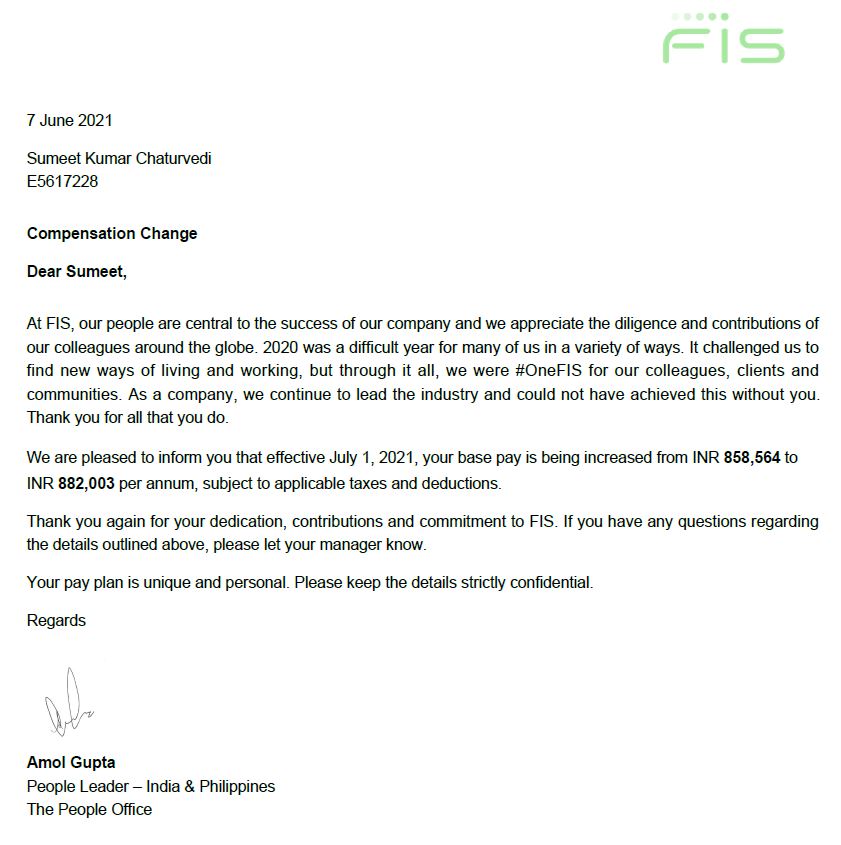 FIS
7 June 2021
Sumeet Kumar Chaturvedi
E5617228
Compensation Change
Dear Sumeet,
At FIS, our people are central to the success of our company and we appreciate the diligence and contributions of
our colleagues around the globe. 2020 was a difficult year for many of us in a variety of ways. It challenged us to
find new ways of living and working, but through it all, we were #OneFIS for our colleagues, clients and
communities. As a company, we continue to lead the industry and could not have achieved this without you.
Thank you for all that you do.
We are pleased to inform you that effective July 1, 2021, your base pay is being increased from INR 858,564 to
INR 882,003 per annum, subject to applicable taxes and deductions.
Thank you again for your dedication, contributions and commitment to FIS. If you have any questions regarding
the details outlined above, please let your manager know.
Your pay plan is unique and personal. Please keep the details strictly confidential.
Regards
Amol Gupta
People Leader – India & Philippines
The People Office